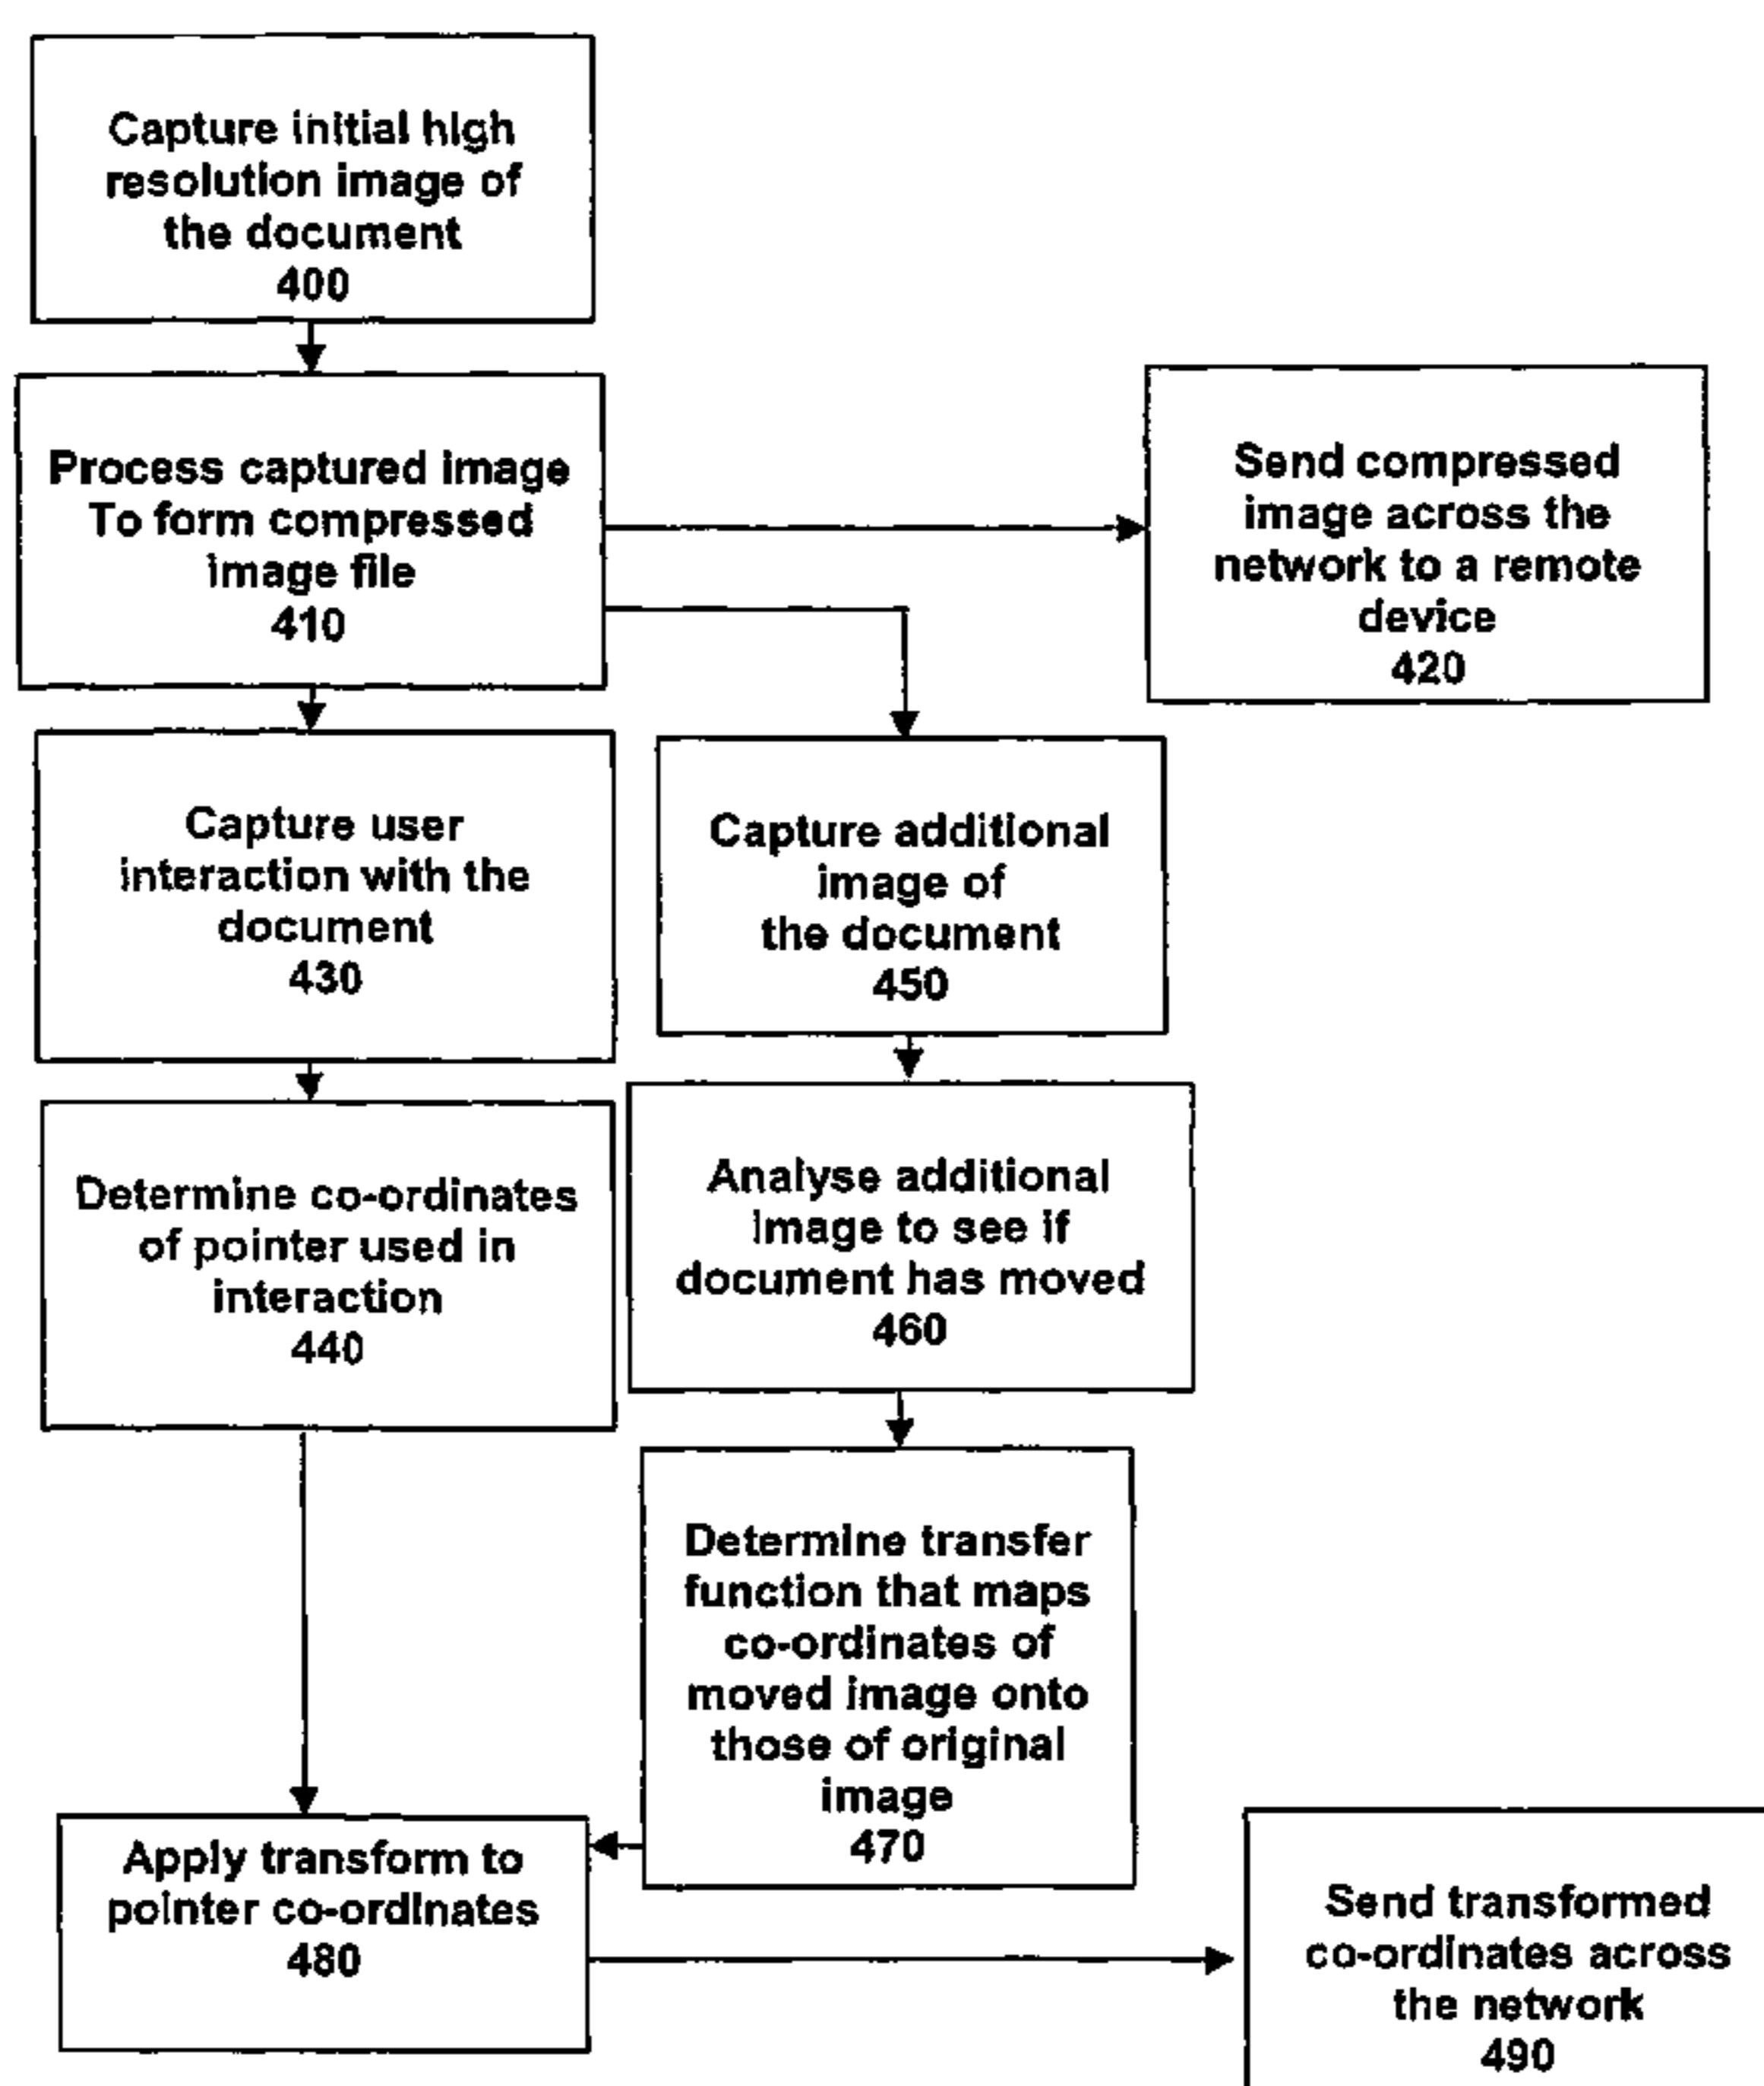 Capture initial high
resolution image of
the document
400
Process captured image
To form compressed
image file
410
Send compressed
image across the
network to a remote
device
420
Capture user
interaction with the
document
430
Capture additional
image of
the document
450
Determine co-ordinates
of pointer used in
interaction
440
Analyse additional
image to see if
document has moved
460
Determine transfer
function that maps
co-ordinates of
moved image onto
those of original
image
470
Apply transform to
pointer co-ordinates
480
Send transformed
co-ordinates across
the network
490